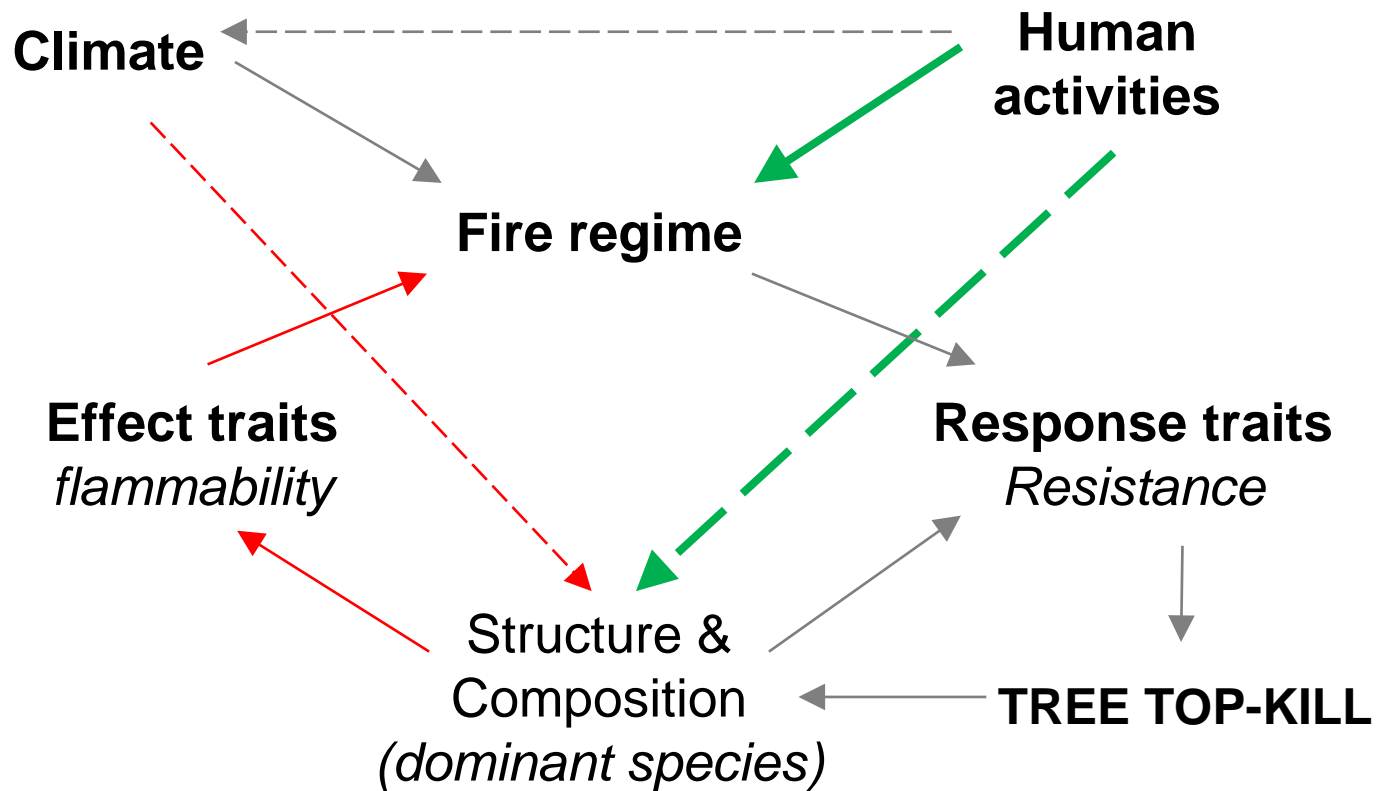 Climate
Human
activities
Fire regime
Effect traits
flammability
Response traits
Resistance
Structure &
Composition
(dominant species)
TREE TOP-KILL